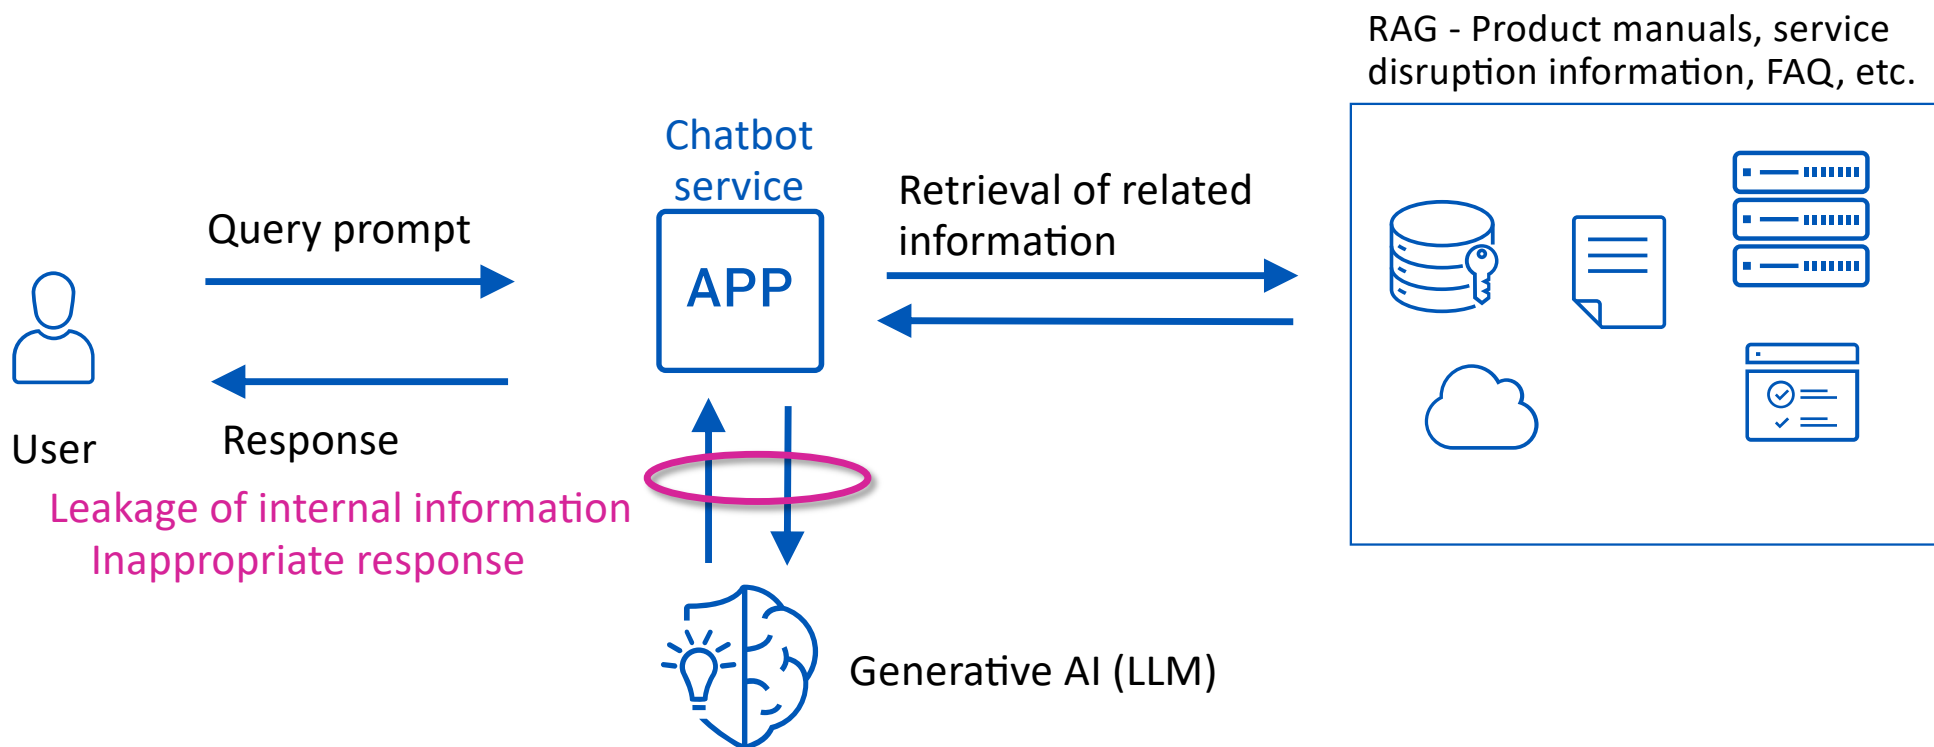 RAG - Product manuals, service
disruption information, FAQ, etc.
Chatbot
service
APP
Query prompt
Retrieval of related
information
User
Response
Leakage of internal information
Inappropriate response
Generative AI (LLM)